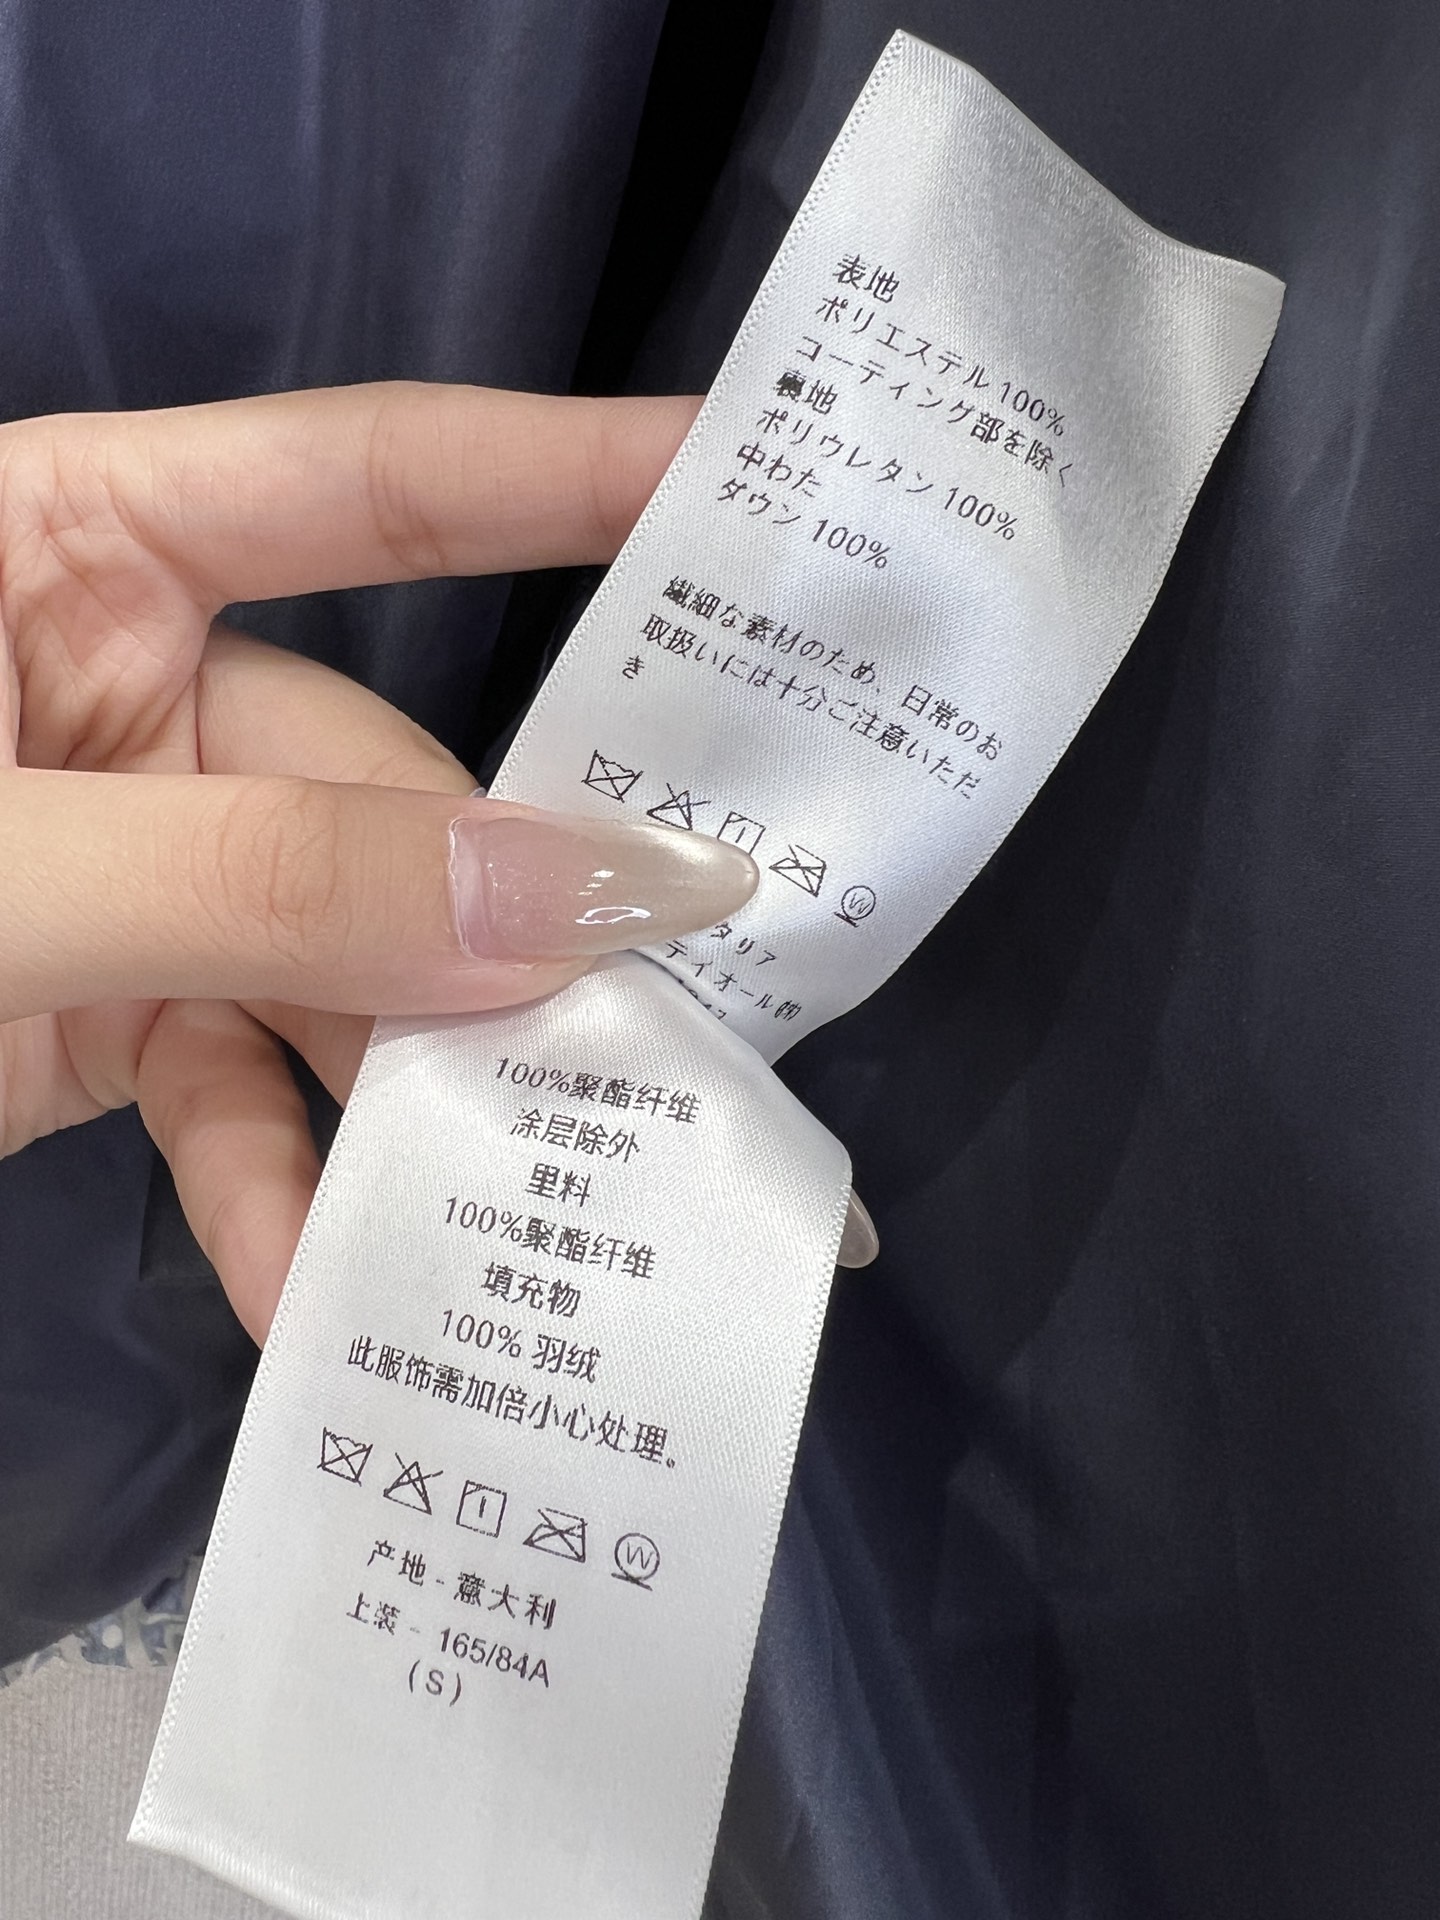 表地
ポリエステル 100%
コーティング部を除く
裏地
ポリウレタン 100%
中わた
ダウン 100%
繊細な素材のため、日常のお
取扱いには十分ご注意いただ
き
タリア
ディオール㈱
100%聚酯纤维
涂层除外
里料
100%聚酯纤维
填充物
100% 羽绒
此服饰需加倍小心处理。
W
产地 - 意大利
上装 - 165/84A
(S)